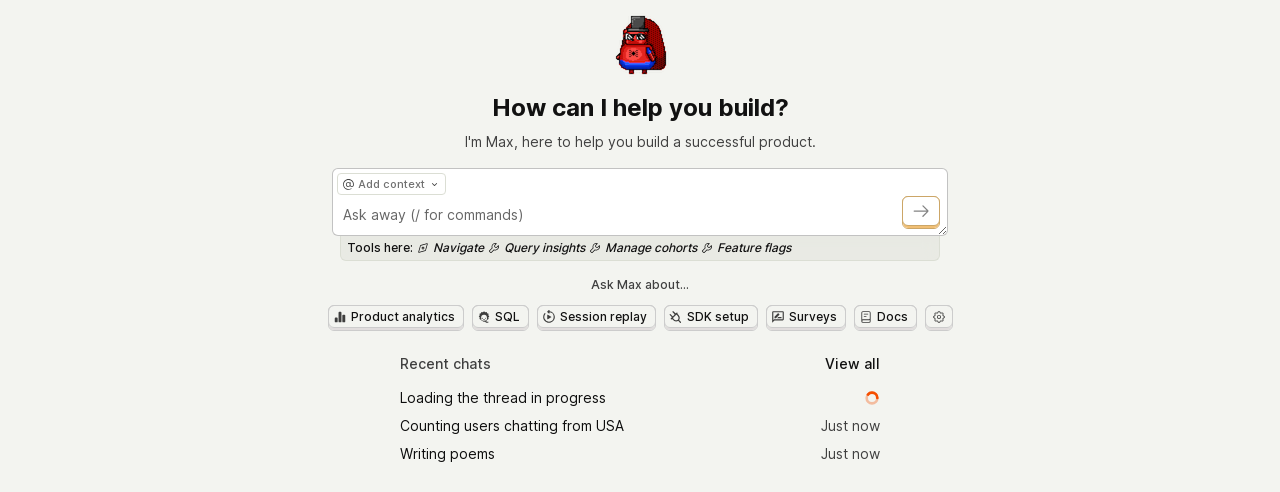 How can I help you build?
I'm Max, here to help you build a successful product.
@ Add context
Ask away (/ for commands)
Tools here: Navigate Query insights Manage cohorts Feature flags
Ask Max about...
Product analytics SQL Session replay SDK setup Surveys Docs
Recent chats View all
Loading the thread in progress
Counting users chatting from USA Just now
Writing poems Just now